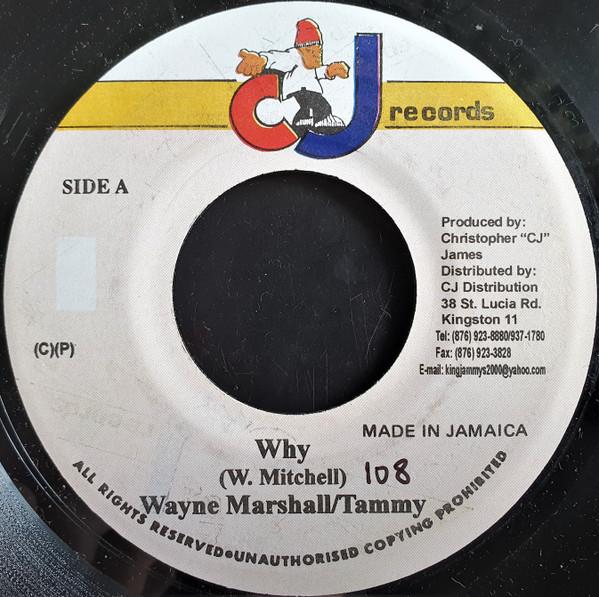 CJ
records
SIDE A
Produced by:
Christopher "CJ"
James
Distributed by:
CJ Distribution
38 St. Lucia Rd.
Kingston 11
Tel: (876) 923-8880/937-1780
Fax: (876) 923-3828
E-mail: kingjammys2000@yahoo.com
(C)(P)
MADE IN JAMAICA
Why
(W. Mitchell) 108
Wayne Marshall/Tammy
ALL RIGHTS RESERVED●UNAUTHORISED COPYING PROHIBITED